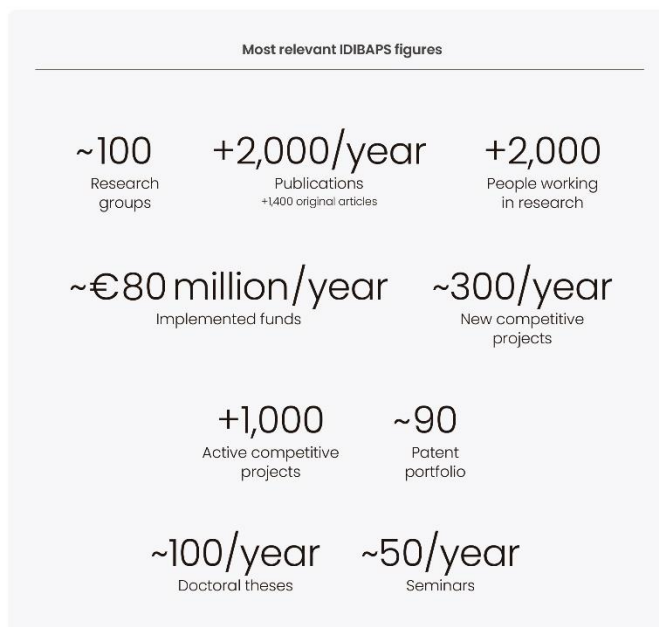 Most relevant IDIBAPS figures
~100
Research
groups
+2,000/year
Publications
+1,400 original articles
+2,000
People working
in research
~€80 million/year
Implemented funds
~300/year
New competitive
projects
+1,000
Active competitive
projects
~90
Patent
portfolio
~100/year
Doctoral theses
~50/year
Seminars